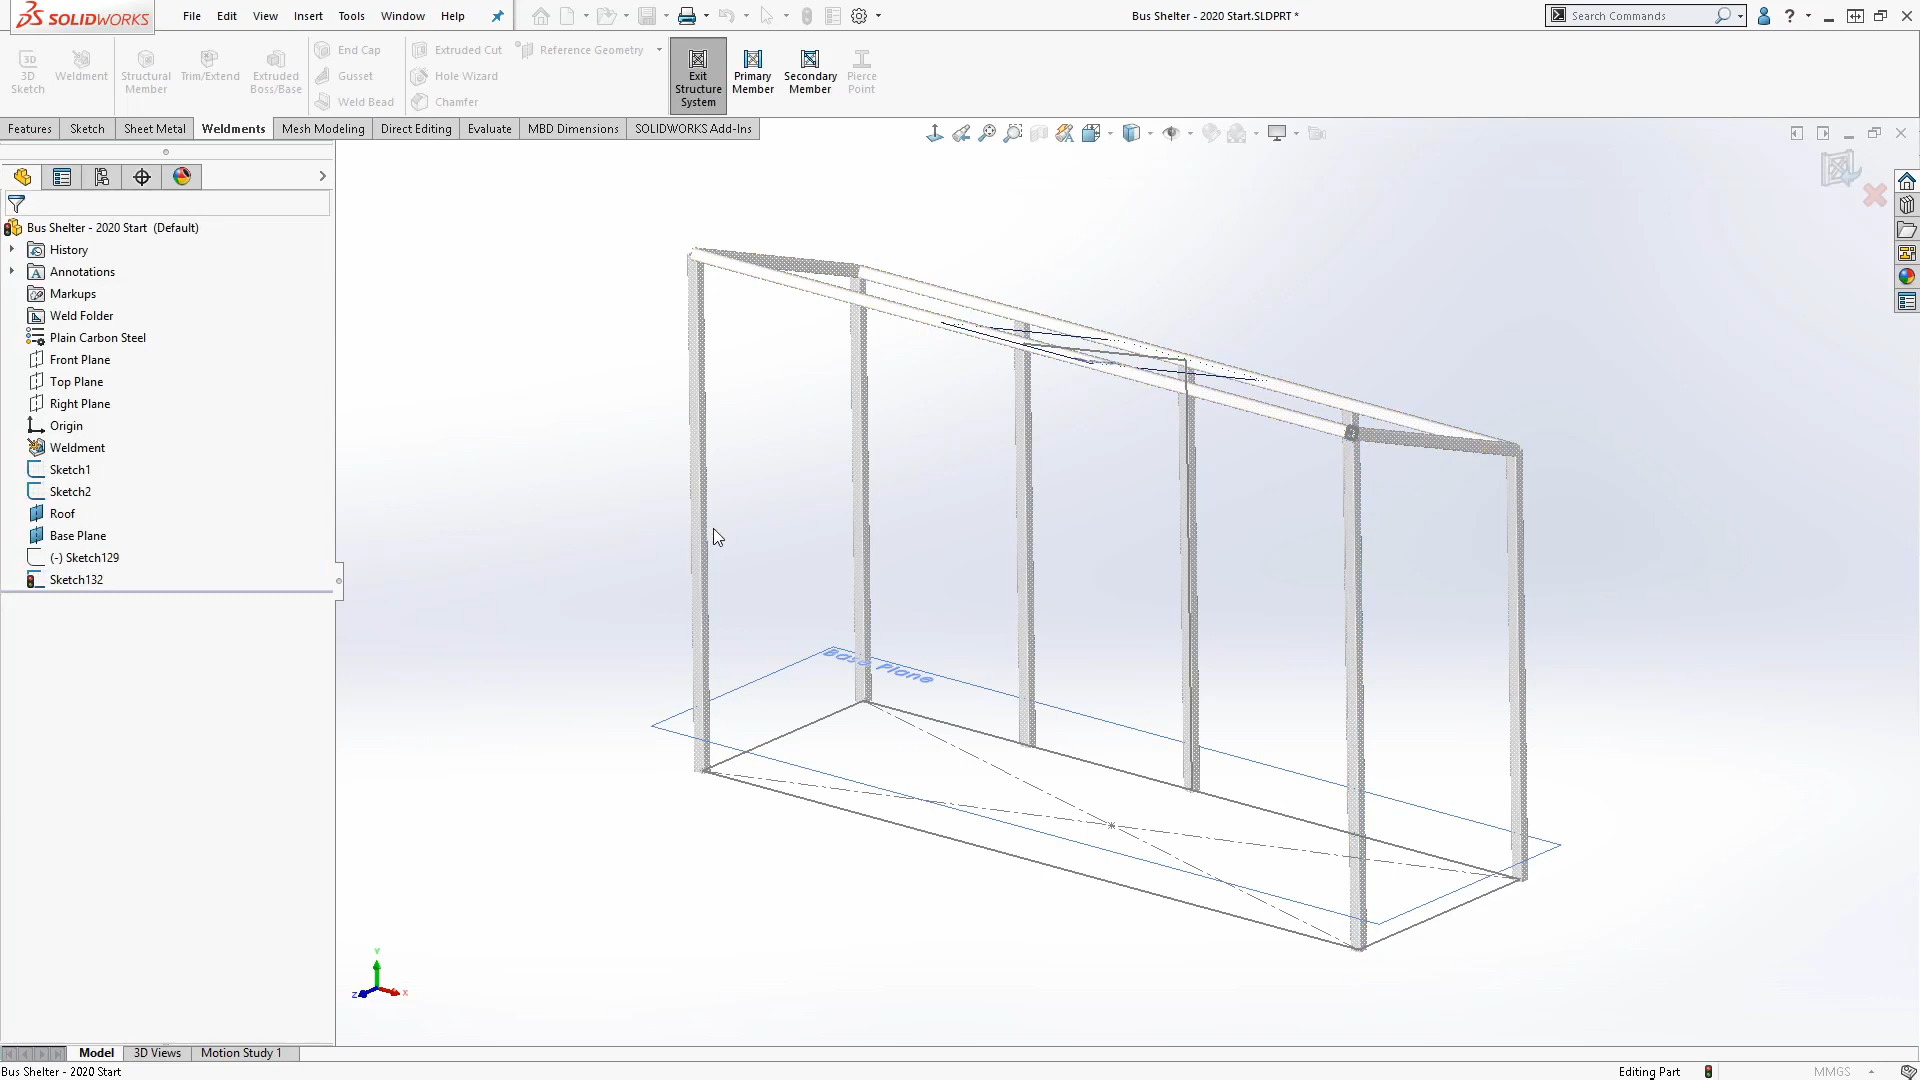 SOLIDWORKS
File Edit View Insert Tools Window Help
Bus Shelter - 2020 Start.SLDPRT *
Search Commands
3D
3D Sketch
Weldment
Structural Member
Trim/Extend
Extruded Boss/Base
End Cap
Gusset
Weld Bead
Extruded Cut
Hole Wizard
Chamfer
Reference Geometry
Exit Structure System
Primary Member
Secondary Member
Pierce Point
Features Sketch Sheet Metal Weldments Mesh Modeling Direct Editing Evaluate MBD Dimensions SOLIDWORKS Add-Ins
Bus Shelter - 2020 Start (Default)
History
Annotations
Markups
Weld Folder
Plain Carbon Steel
Front Plane
Top Plane
Right Plane
Origin
Weldment
Sketch1
Sketch2
Roof
Base Plane
(-) Sketch129
Sketch132
Base Plane
Y
Z
X
Model 3D Views Motion Study 1
Bus Shelter - 2020 Start
Editing Part
MMGS